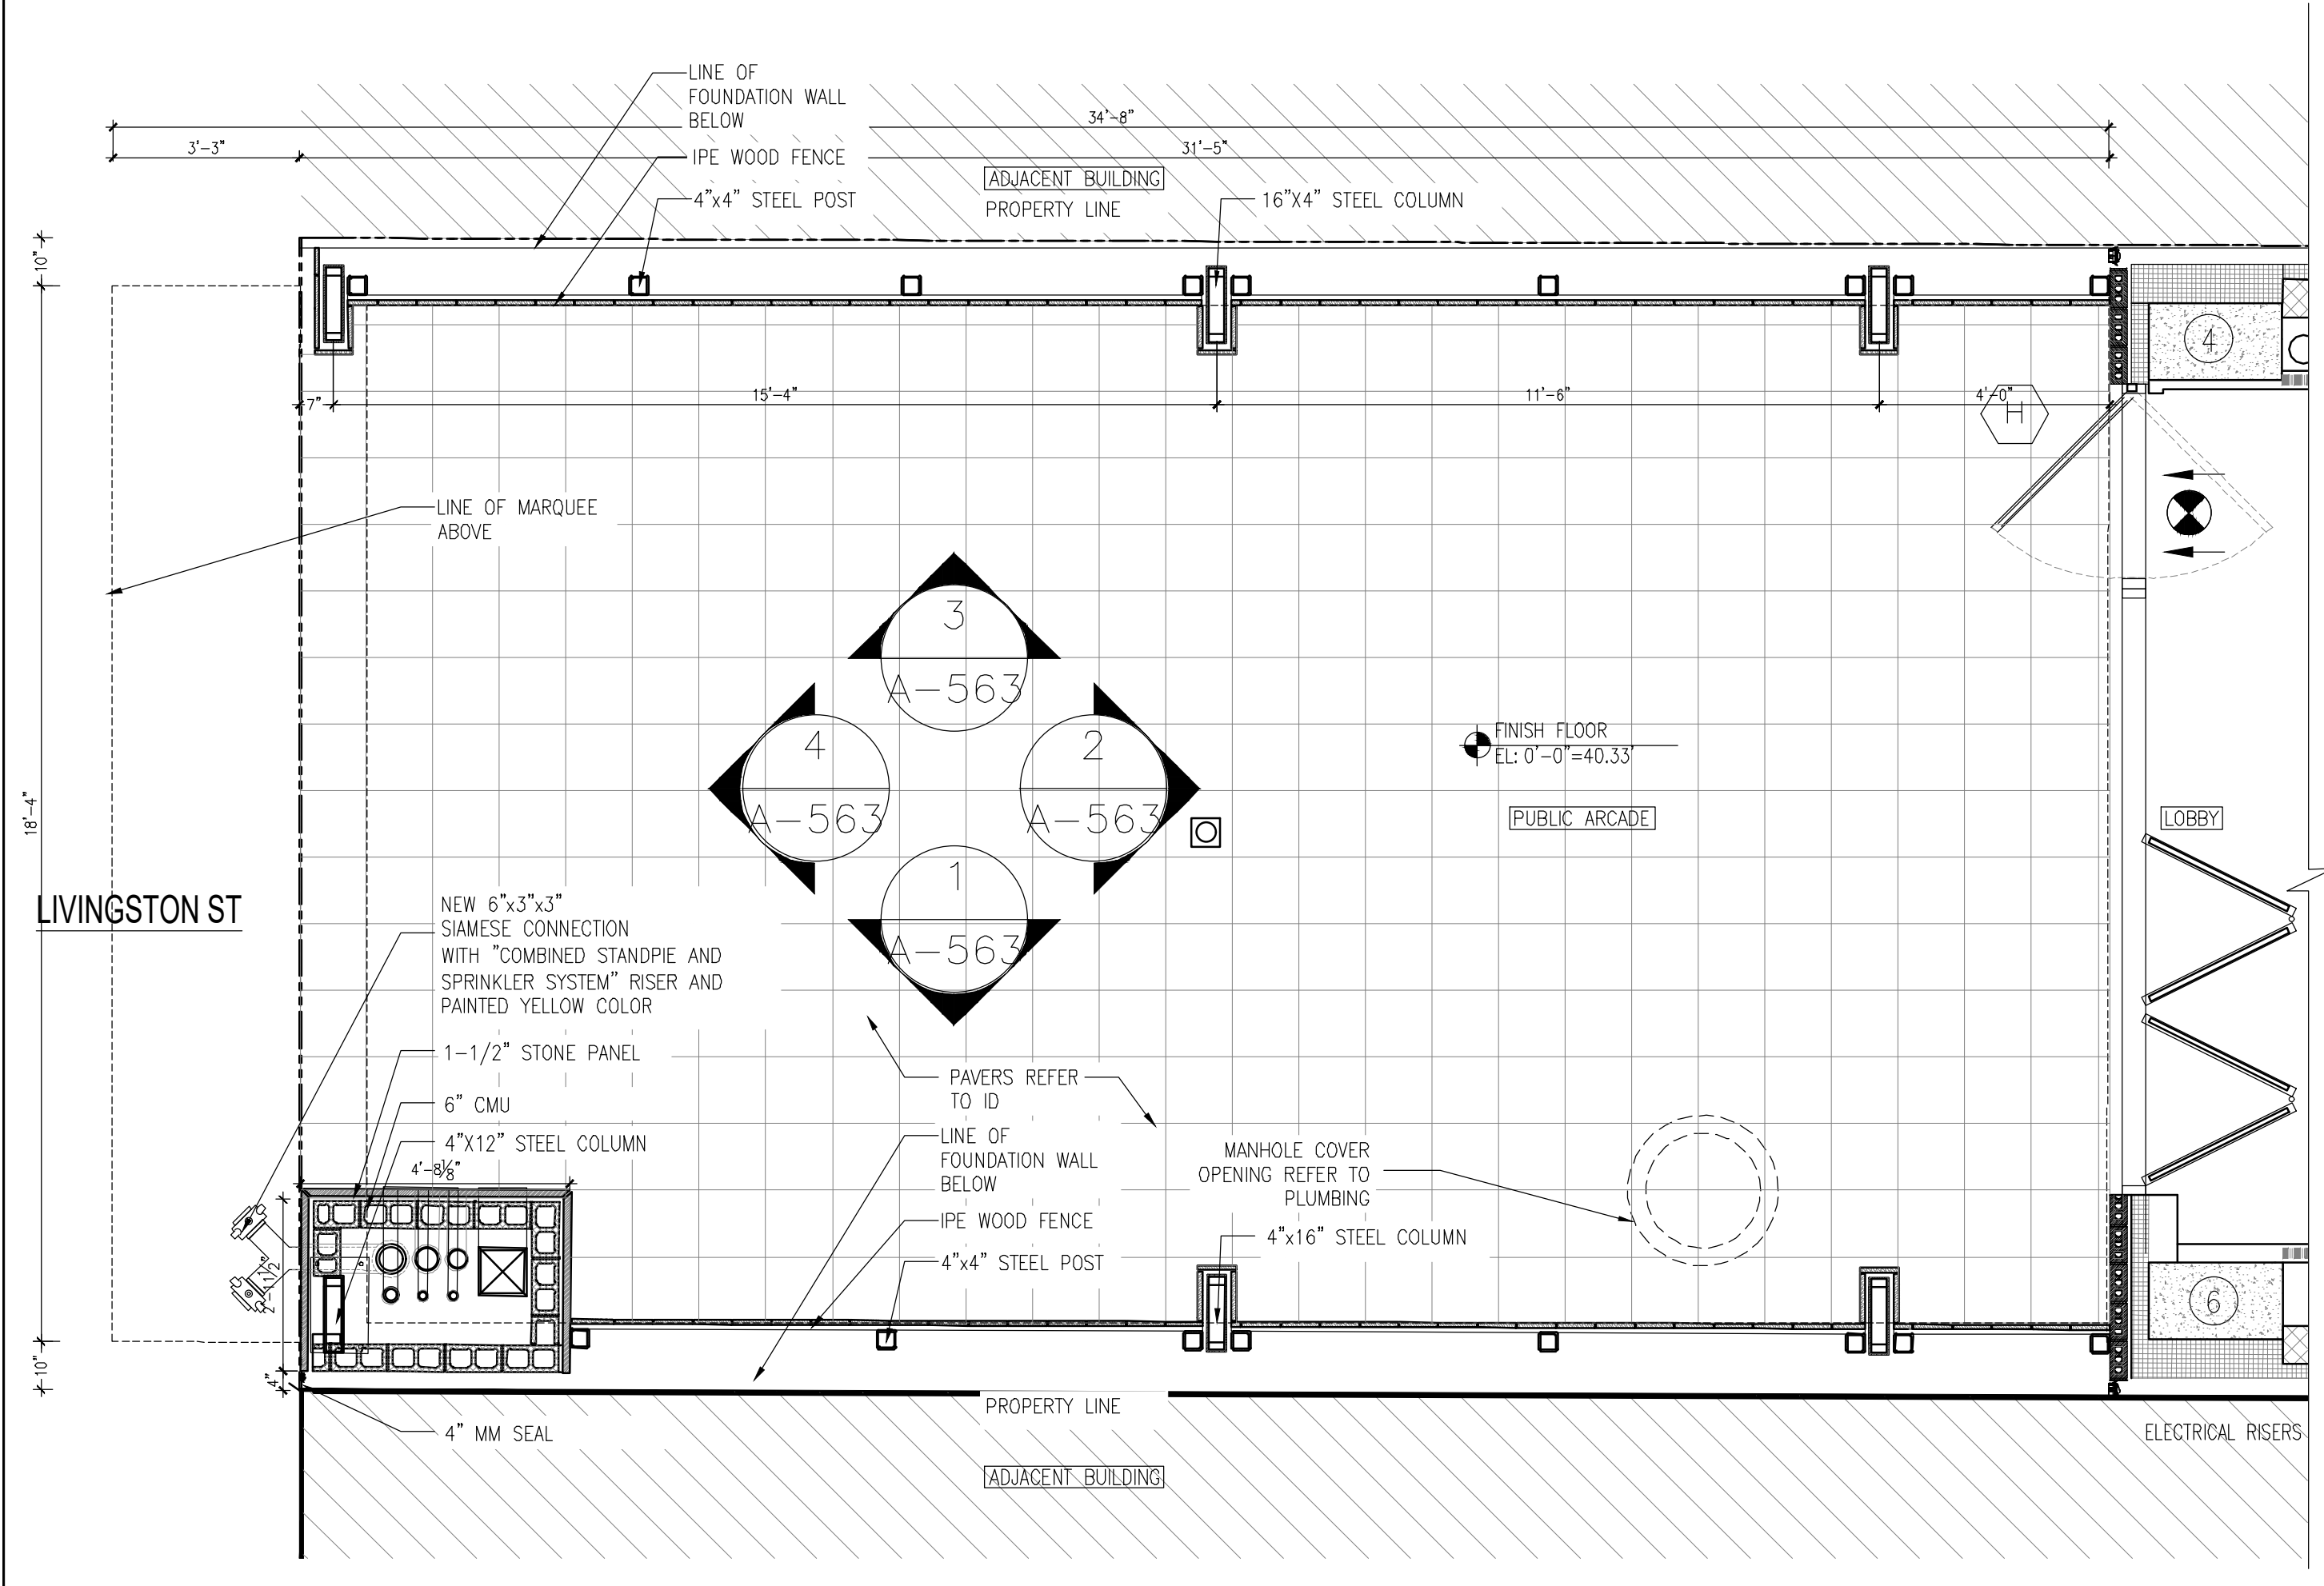 LINE OF
FOUNDATION WALL
BELOW
34'-8"
3'-3"
31'-5"
IPE WOOD FENCE
ADJACENT BUILDING
4"x4" STEEL POST
PROPERTY LINE
16"X4" STEEL COLUMN
10"
4
7"
15'-4"
11'-6"
4'-0"
H
LINE OF MARQUEE
ABOVE
3
A-563
4
A-563
2
A-563
1
A-563
FINISH FLOOR
EL: 0'-0"=40.33'
PUBLIC ARCADE
LOBBY
18'-4"
LIVINGSTON ST
NEW 6"x3"x3"
SIAMESE CONNECTION
WITH "COMBINED STANDPIE AND
SPRINKLER SYSTEM" RISER AND
PAINTED YELLOW COLOR
1-1/2" STONE PANEL
6" CMU
4"X12" STEEL COLUMN
4'-8⅛"
PAVERS REFER
TO ID
LINE OF
FOUNDATION WALL
BELOW
IPE WOOD FENCE
4"x4" STEEL POST
MANHOLE COVER
OPENING REFER TO
PLUMBING
4"x16" STEEL COLUMN
2'-11½"
6
10"
4"
4" MM SEAL
PROPERTY LINE
ADJACENT BUILDING
ELECTRICAL RISERS